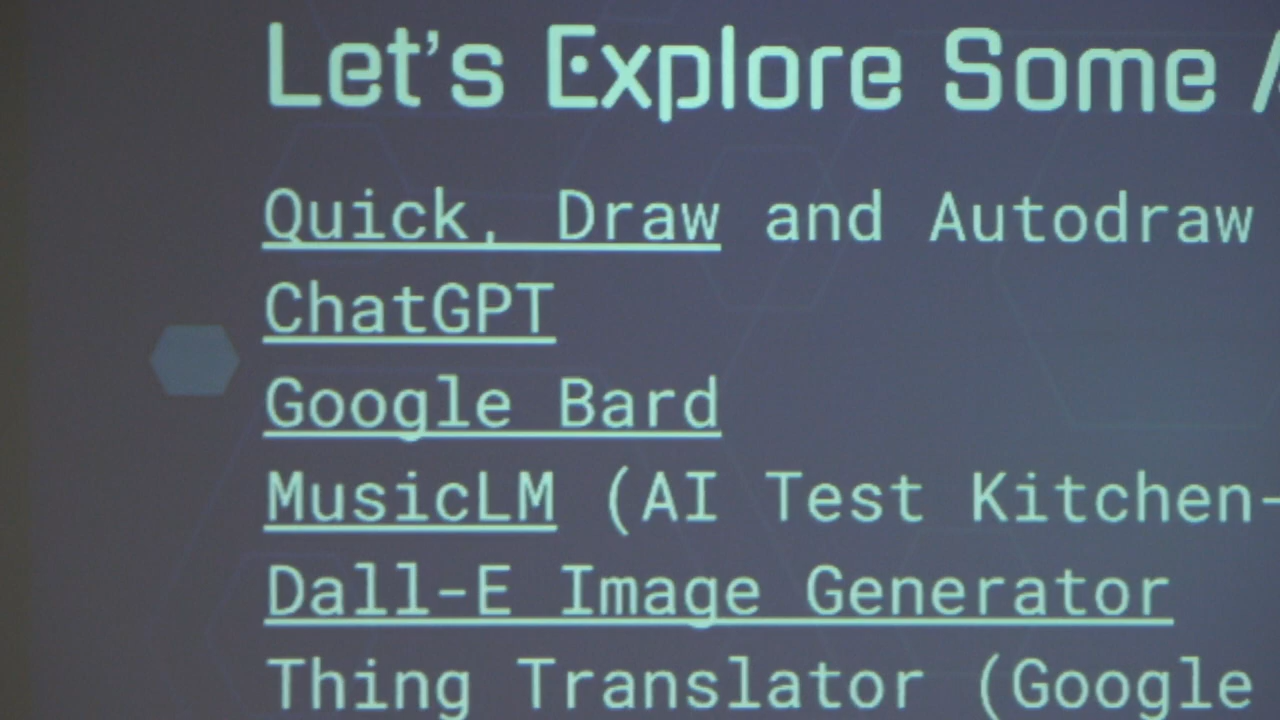 Let's Explore Some
Quick, Draw and Autodraw
ChatGPT
Google Bard
MusicLM (AI Test Kitchen-
Dall-E Image Generator
Thing Translator (Google